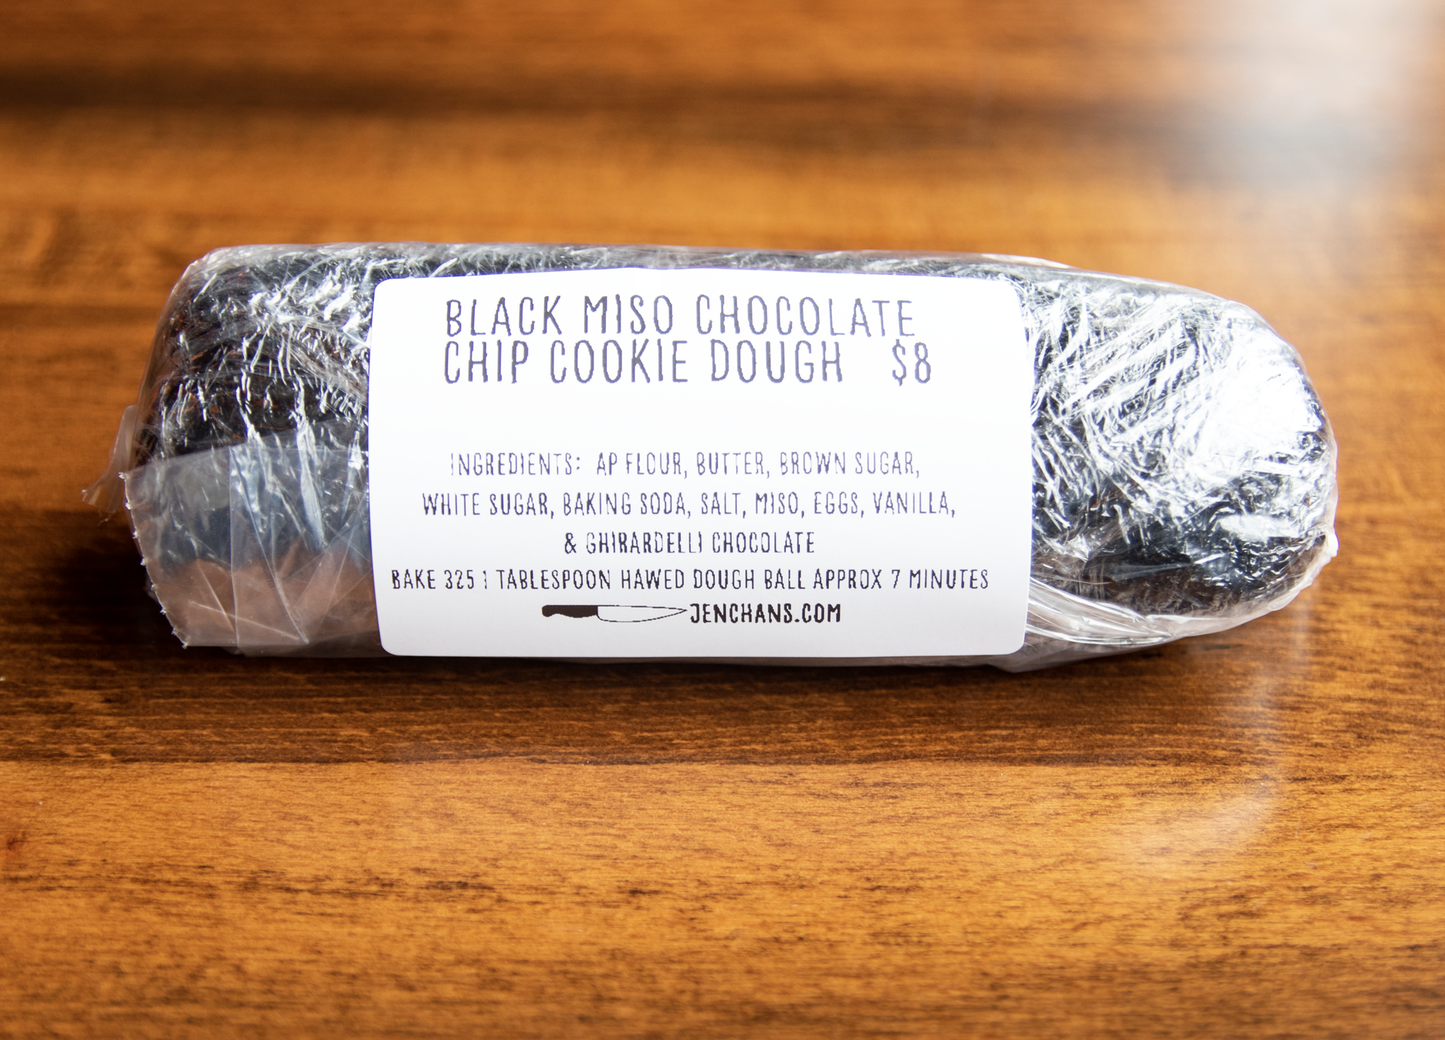 BLACK MISO CHOCOLATE
CHIP COOKIE DOUGH $8
INGREDIENTS: AP FLOUR, BUTTER, BROWN SUGAR,
WHITE SUGAR, BAKING SODA, SALT, MISO, EGGS, VANILLA,
& GHIRARDELLI CHOCOLATE
BAKE 325 1 TABLESPOON HAWED DOUGH BALL APPROX 7 MINUTES
JENCHANS.COM